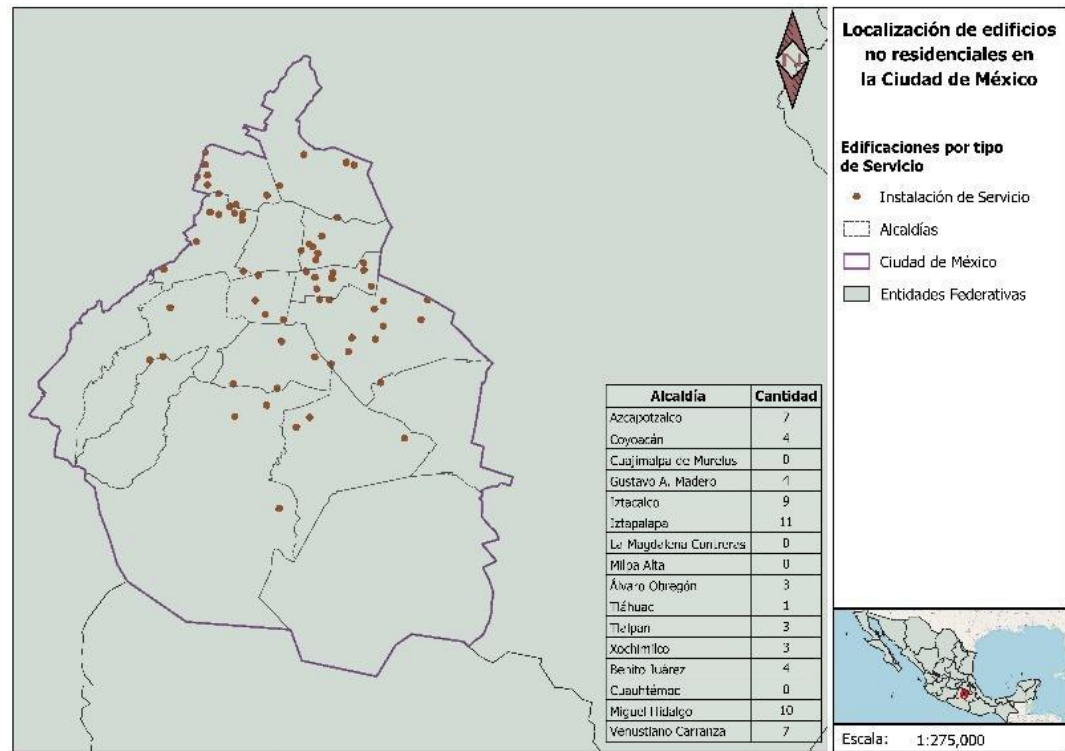 N
Localización de edificios
no residenciales en
la Ciudad de México
Edificaciones por tipo
de Servicio
Instalación de Servicio
Alcaldías
Ciudad de México
Entidades Federativas
Alcaldía Cantidad
Azcapotzalco 7
Coyoacán 4
Cuajimalpa de Morelos 0
Gustavo A. Madero 4
Iztacalco 9
Iztapalapa 11
La Magdalena Contreras 0
Milpa Alta 0
Álvaro Obregón 3
Tláhuac 1
Tlalpan 3
Xochimilco 3
Benito Juárez 4
Cuauhtémoc 0
Miguel Hidalgo 10
Venustiano Carranza 7
Escala: 1:275,000